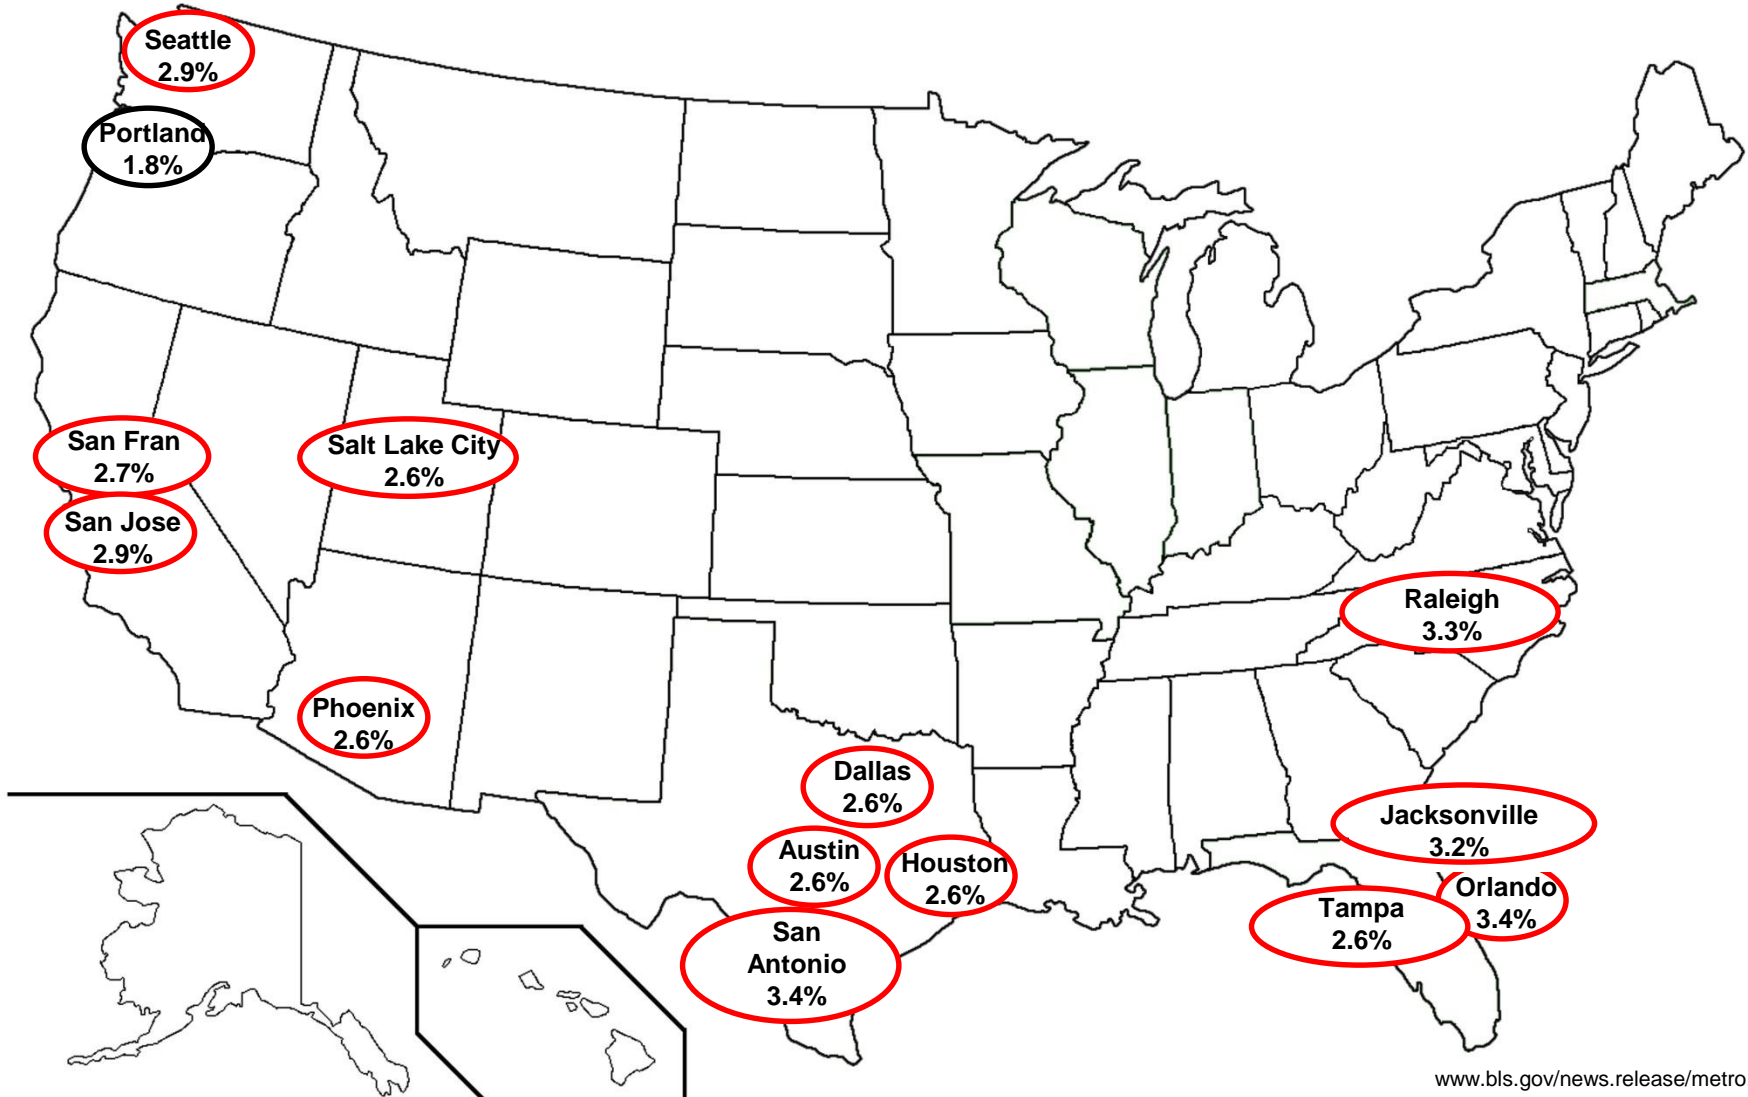 Seattle
2.9%
Portland
1.8%
San Fran
2.7%
San Jose
2.9%
Salt Lake City
2.6%
Phoenix
2.6%
Dallas
2.6%
Austin
2.6%
Houston
2.6%
San
Antonio
3.4%
Raleigh
3.3%
Jacksonville
3.2%
Orlando
3.4%
Tampa
2.6%
www.bls.gov/news.release/metro